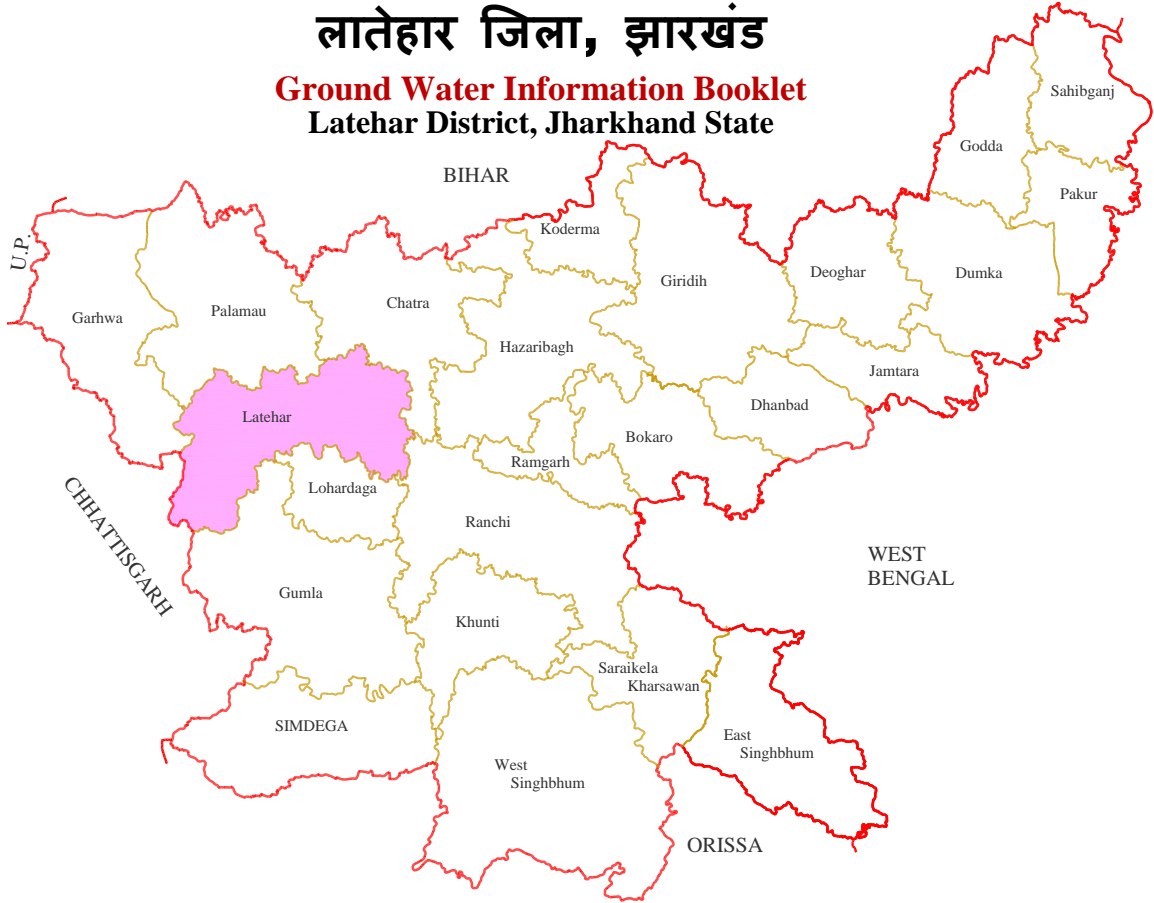 लातेहार जिला, झारखंड
Ground Water Information Booklet
Latehar District, Jharkhand State
Sahibganj
Godda
BIHAR
Pakur
Koderma
U.P.
Deoghar
Dumka
Giridih
Chatra
Palamau
Garhwa
Hazaribagh
Jamtara
Dhanbad
Latehar
Bokaro
Ramgarh
Lohardaga
Ranchi
CHHATTISGARH
WEST
BENGAL
Gumla
Khunti
Saraikela
Kharsawan
SIMDEGA
East
Singhbhum
West
Singhbhum
ORISSA